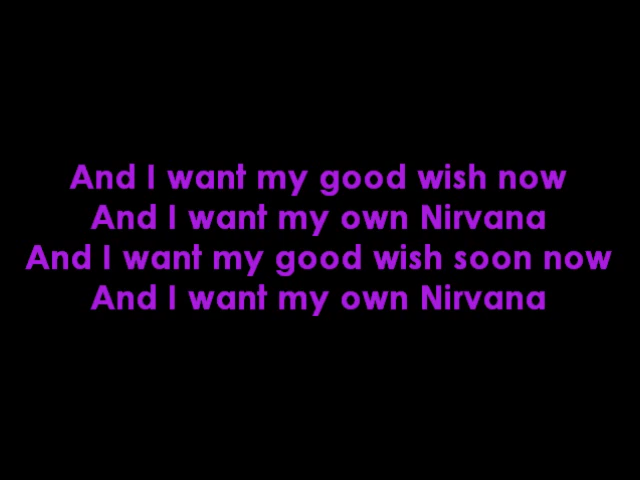 And I want my good wish now
And I want my own Nirvana
And I want my good wish soon now
And I want my own Nirvana